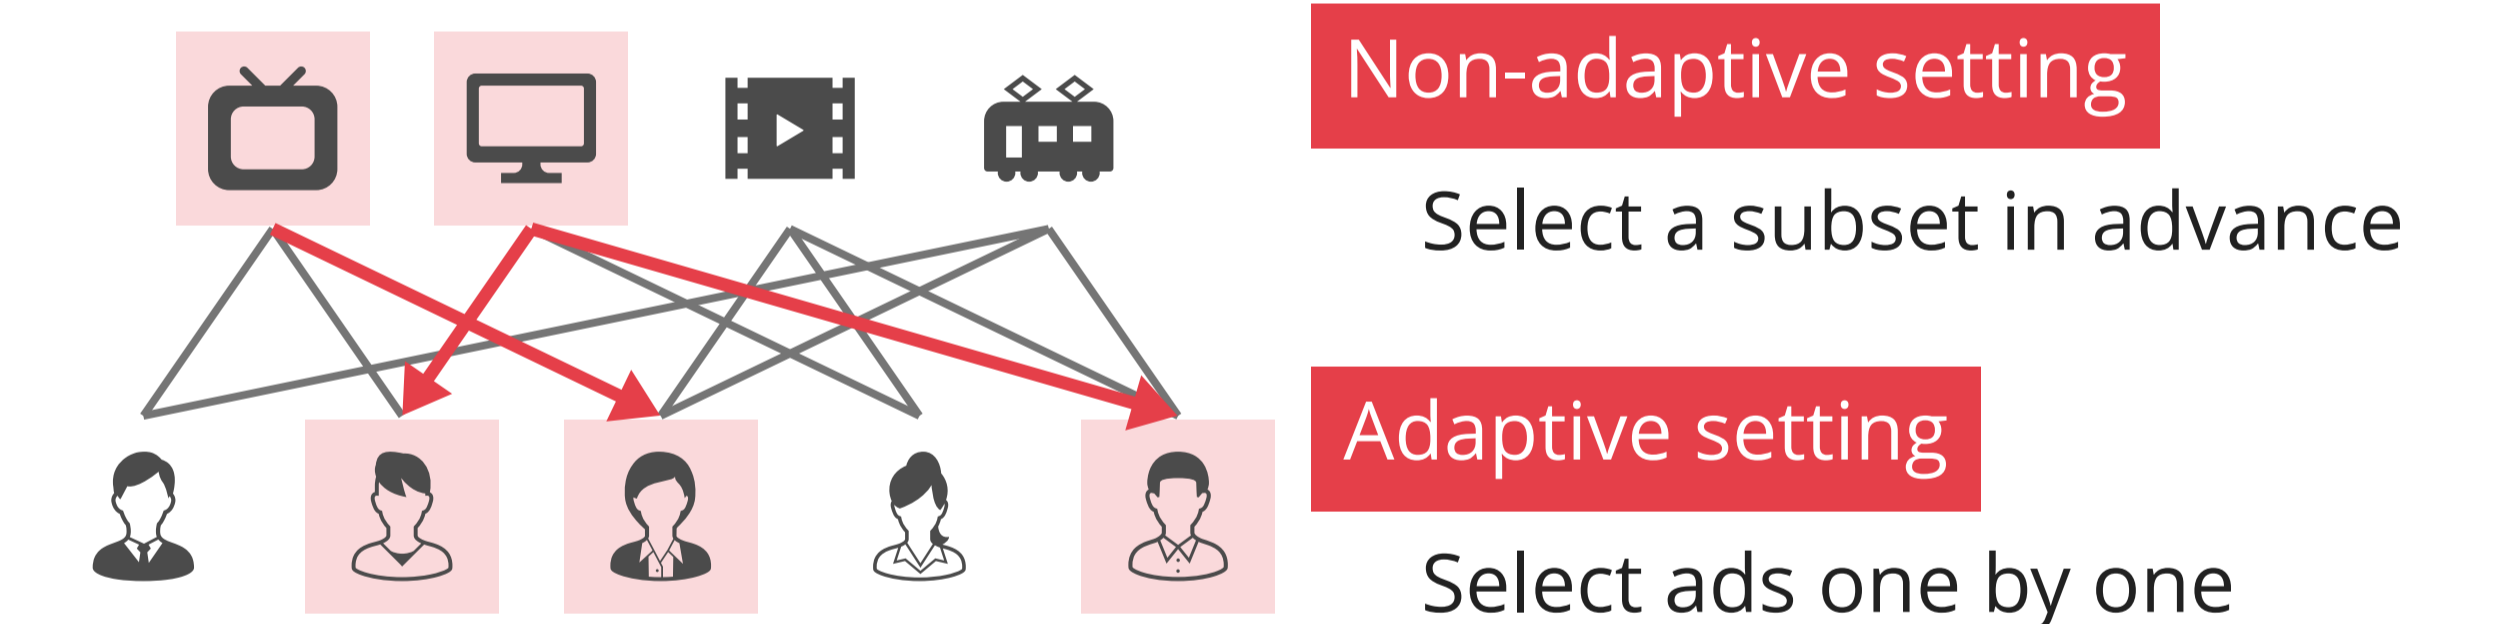 Non-adaptive setting
Select a subset in advance
Adaptive setting
Select ads one by one